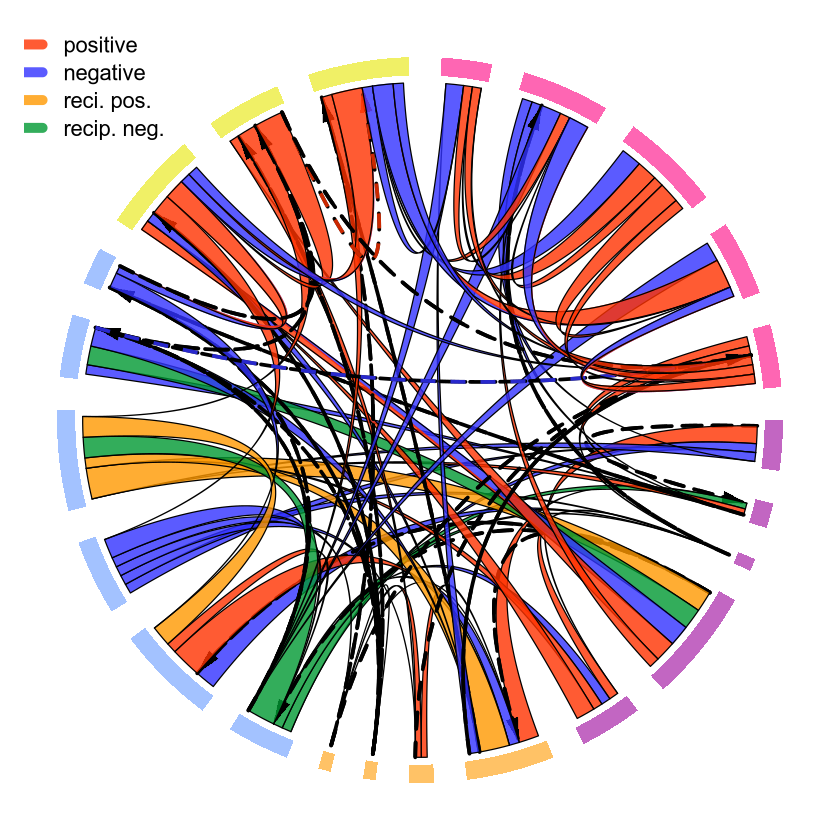 positive
negative
reci. pos.
recip. neg.